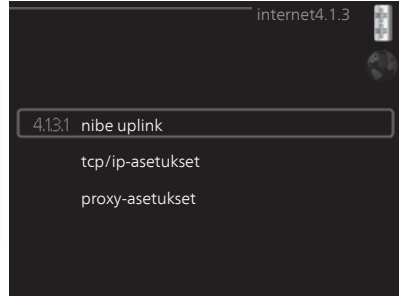 internet4.1.3
4.1.3.1 nibe uplink
tcp/ip-asetukset
proxy-asetukset